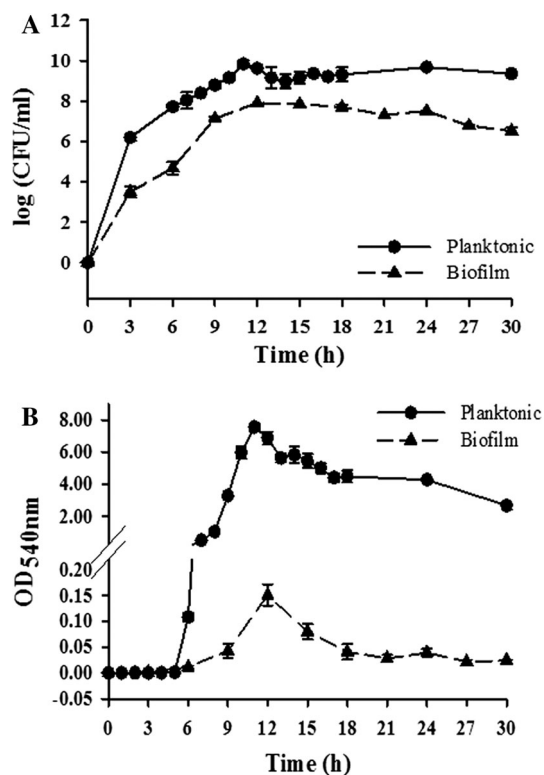 A
log (CFU/ml)
12
10
8
6
4
2
0
Planktonic
Biofilm
0 3 6 9 12 15 18 21 24 27 30
Time (h)
B
OD540nm
8.00
6.00
4.00
2.00
0.20
0.15
0.10
0.05
0.00
-0.05
Planktonic
Biofilm
0 3 6 9 12 15 18 21 24 27 30
Time (h)